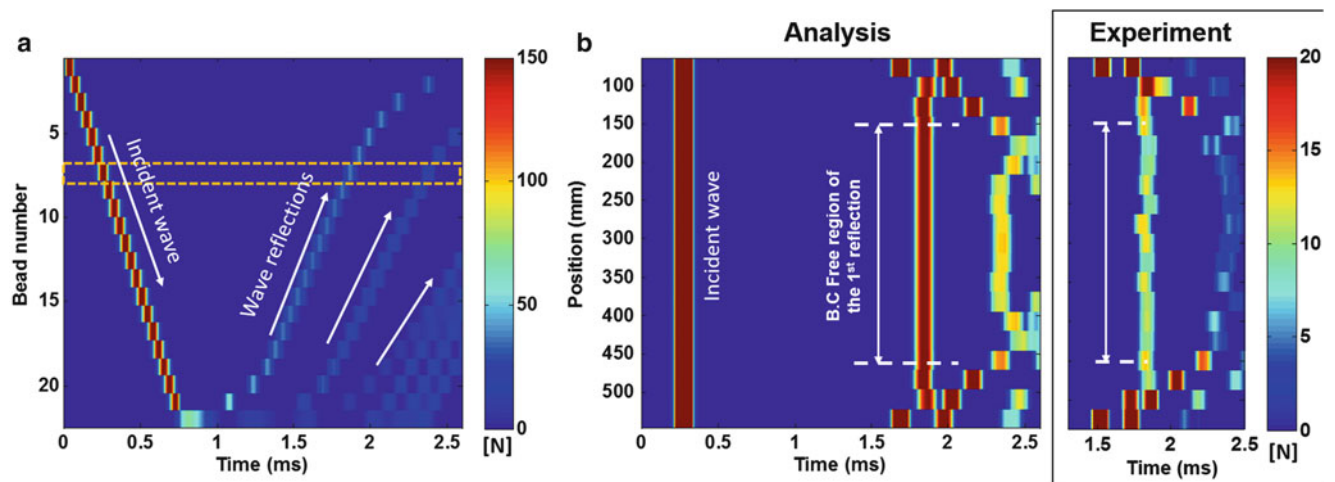 a
150
100
50
0
[N]
Bead number
5
10
15
20
Incident wave
Wave reflections
0
0.5
1
1.5
2
2.5
Time (ms)
b
Analysis
Position (mm)
100
150
200
250
300
350
400
450
500
Incident wave
B.C Free region of
the 1st reflection
0
0.5
1
1.5
2
2.5
Time (ms)
Experiment
1.5
2
2.5
Time (ms)
20
15
10
5
0
[N]